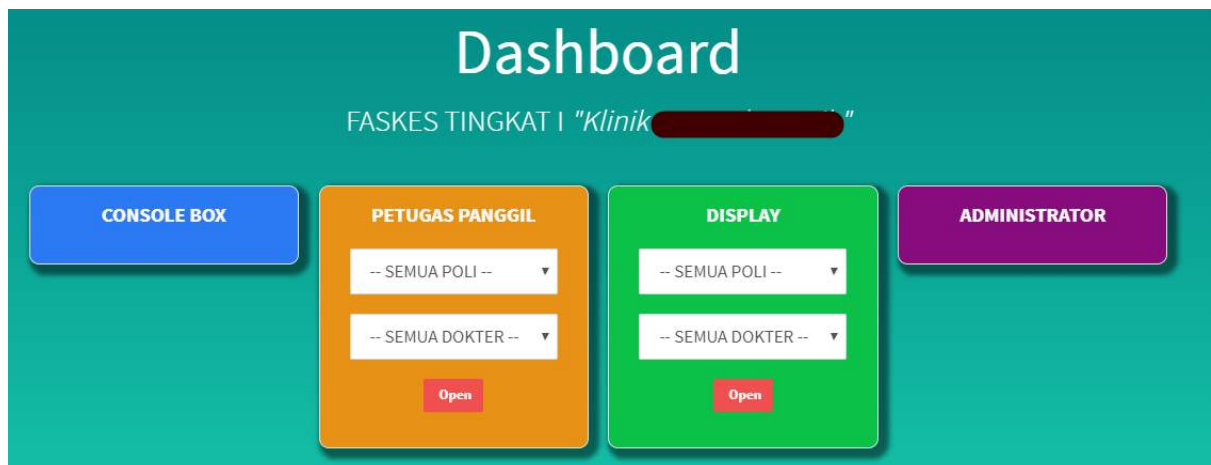 Dashboard
FASKES TINGKAT I "Klinik "
CONSOLE BOX
PETUGAS PANGGIL
-- SEMUA POLI --
-- SEMUA DOKTER --
Open
DISPLAY
-- SEMUA POLI --
-- SEMUA DOKTER --
Open
ADMINISTRATOR